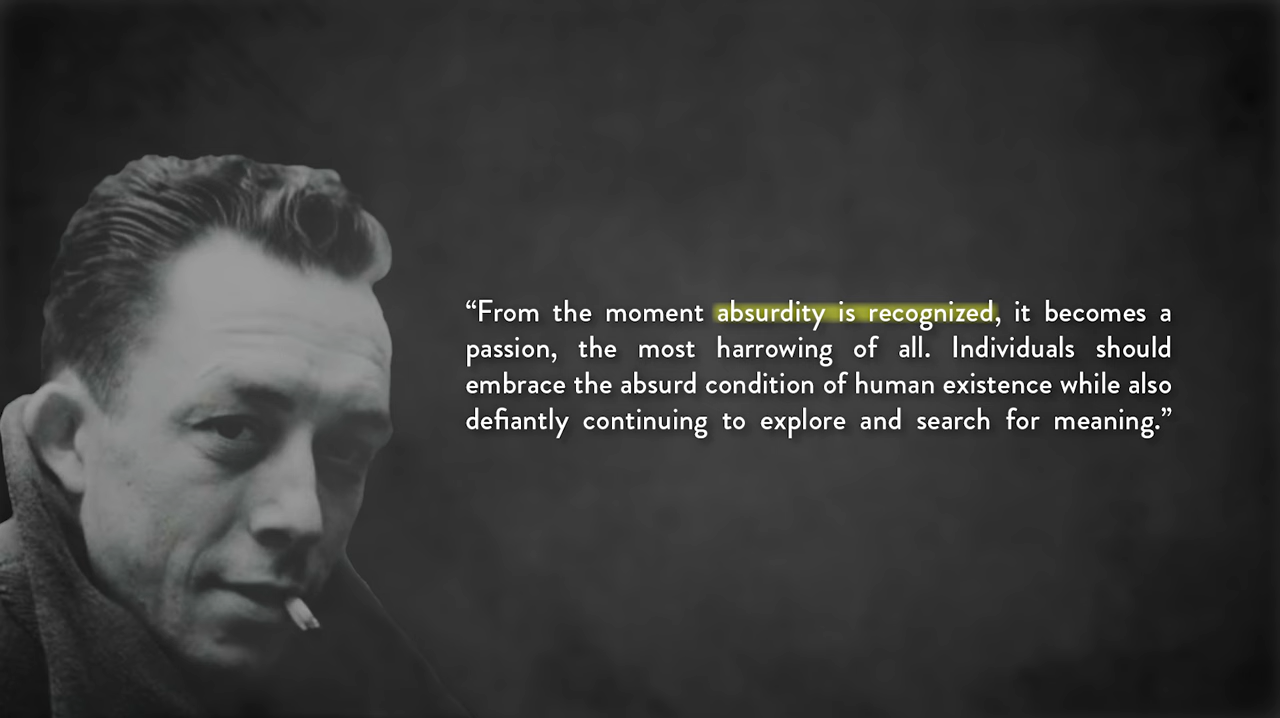 “From the moment absurdity is recognized, it becomes a
passion, the most harrowing of all. Individuals should
embrace the absurd condition of human existence while also
defiantly continuing to explore and search for meaning.”